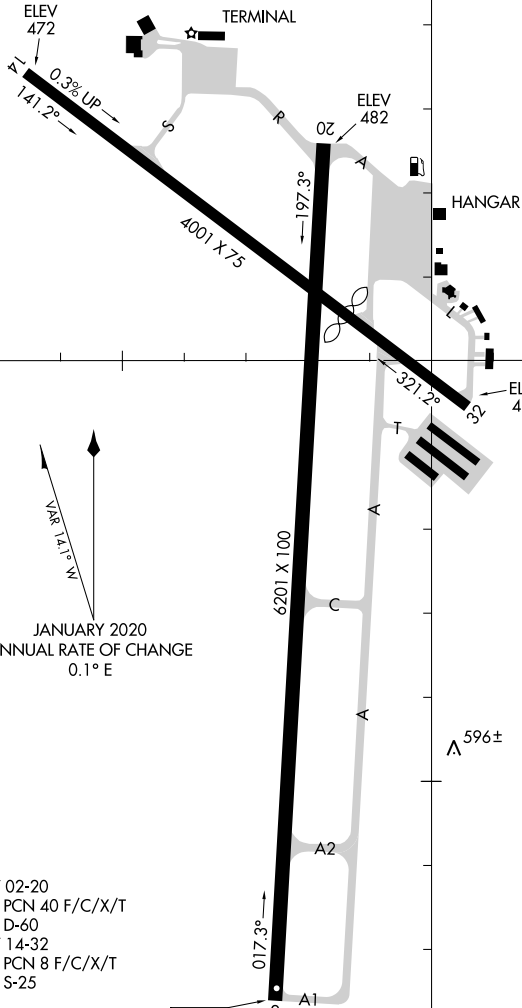 ELEV
472
TERMINAL
14
0.3% UP
141.2°
S
R
20
ELEV
482
A
197.3°
HANGAR
4001 X 75
L
321.2°
32
T
A
VAR 14.1° W
6201 X 100
JANUARY 2020
NNUAL RATE OF CHANGE
0.1° E
C
A
596±
A2
02-20
PCN 40 F/C/X/T
D-60
14-32
PCN 8 F/C/X/T
S-25
017.3°
A1